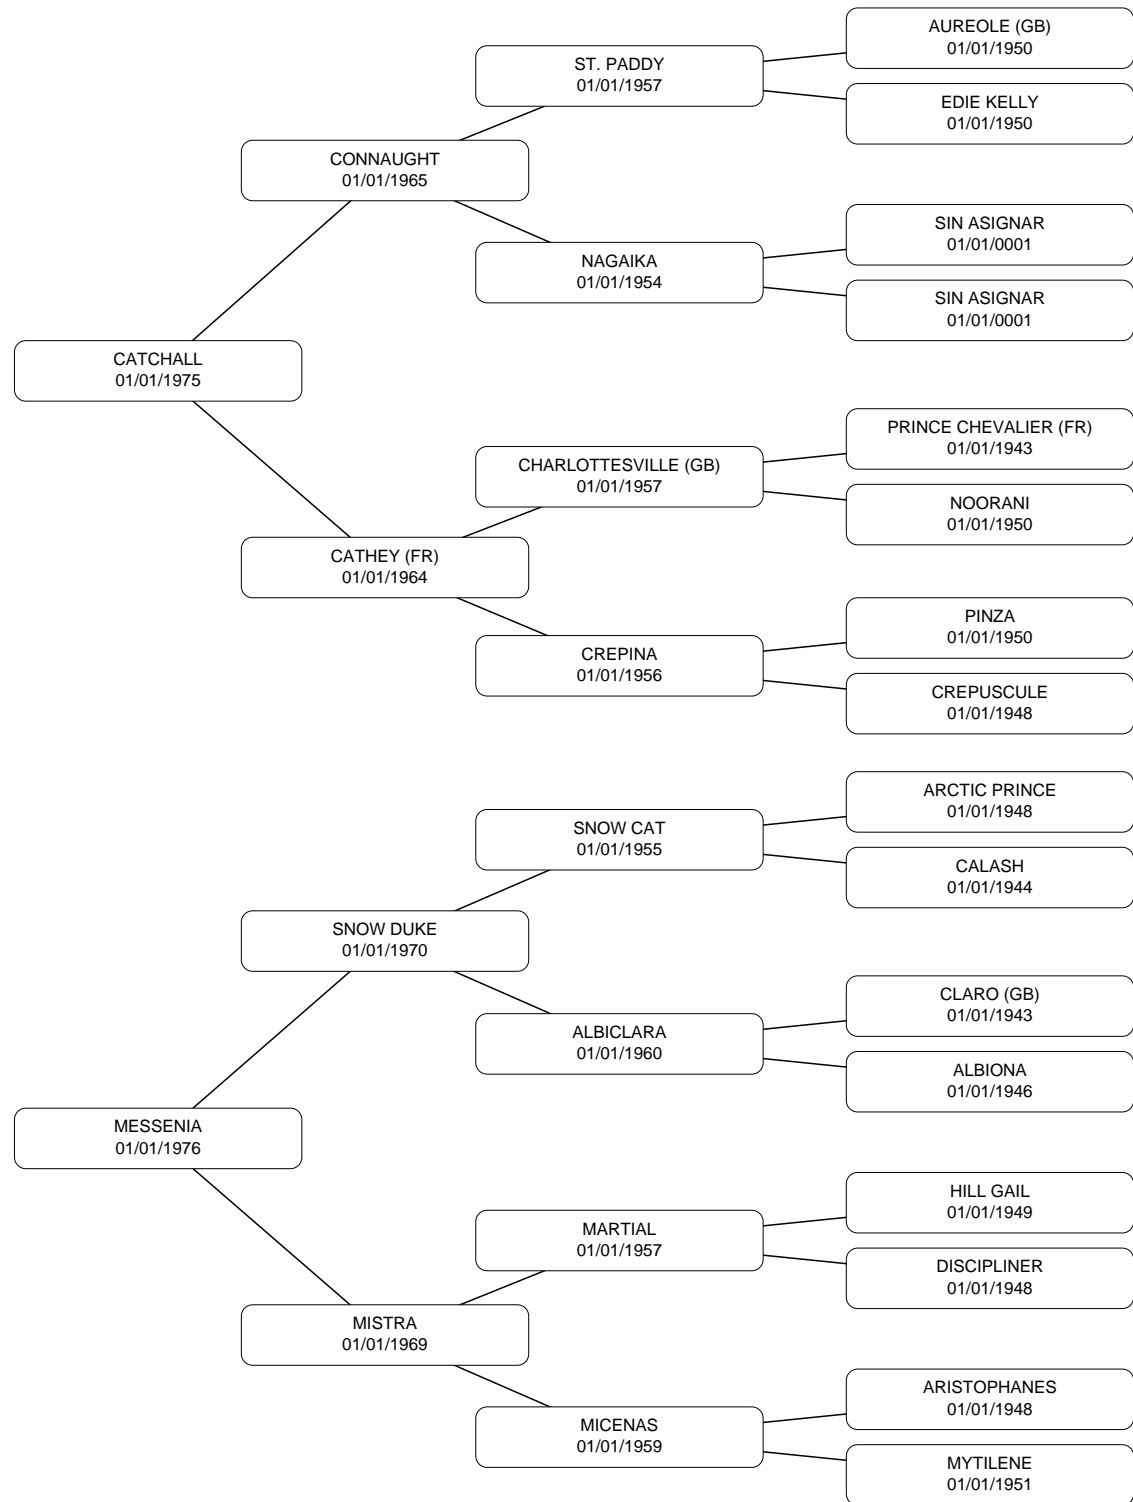 AUREOLE (GB)
01/01/1950
ST. PADDY
01/01/1957
EDIE KELLY
01/01/1950
CONNAUGHT
01/01/1965
SIN ASIGNAR
01/01/0001
NAGAIKA
01/01/1954
SIN ASIGNAR
01/01/0001
CATCHALL
01/01/1975
PRINCE CHEVALIER (FR)
01/01/1943
CHARLOTTESVILLE (GB)
01/01/1957
NOORANI
01/01/1950
CATHEY (FR)
01/01/1964
PINZA
01/01/1950
CREPINA
01/01/1956
CREPUSCULE
01/01/1948
ARCTIC PRINCE
01/01/1948
SNOW CAT
01/01/1955
CALASH
01/01/1944
SNOW DUKE
01/01/1970
CLARO (GB)
01/01/1943
ALBICLARA
01/01/1960
ALBIONA
01/01/1946
MESSENIA
01/01/1976
HILL GAIL
01/01/1949
MARTIAL
01/01/1957
DISCIPLINER
01/01/1948
MISTRA
01/01/1969
ARISTOPHANES
01/01/1948
MICENAS
01/01/1959
MYTILENE
01/01/1951